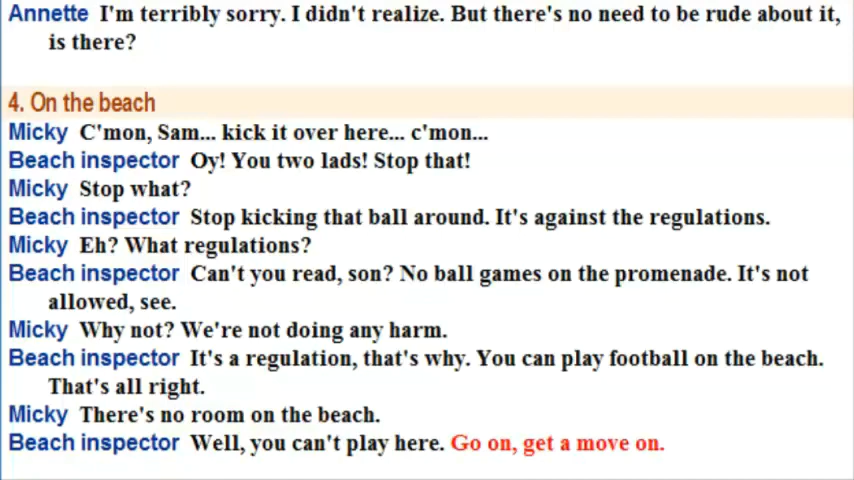 Annette I'm terribly sorry. I didn't realize. But there's no need to be rude about it,
is there?
4. On the beach
Micky C'mon, Sam... kick it over here... c'mon...
Beach inspector Oy! You two lads! Stop that!
Micky Stop what?
Beach inspector Stop kicking that ball around. It's against the regulations.
Micky Eh? What regulations?
Beach inspector Can't you read, son? No ball games on the promenade. It's not
allowed, see.
Micky Why not? We're not doing any harm.
Beach inspector It's a regulation, that's why. You can play football on the beach.
That's all right.
Micky There's no room on the beach.
Beach inspector Well, you can't play here. Go on, get a move on.